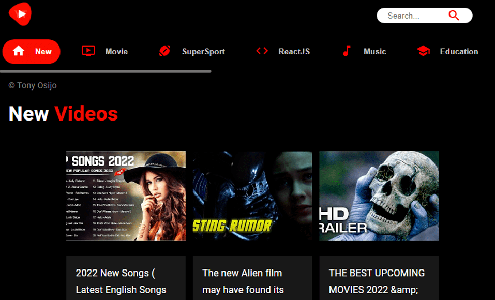 Search...
New
Movie
SuperSport
ReactJS
Music
Education
© Tony Osijo
New Videos
P SONGS 2022
STING RUMOR
HD
RAILER
2022 New Songs (
Latest English Songs
The new Alien film
may have found its
THE BEST UPCOMING
MOVIES 2022 &amp;